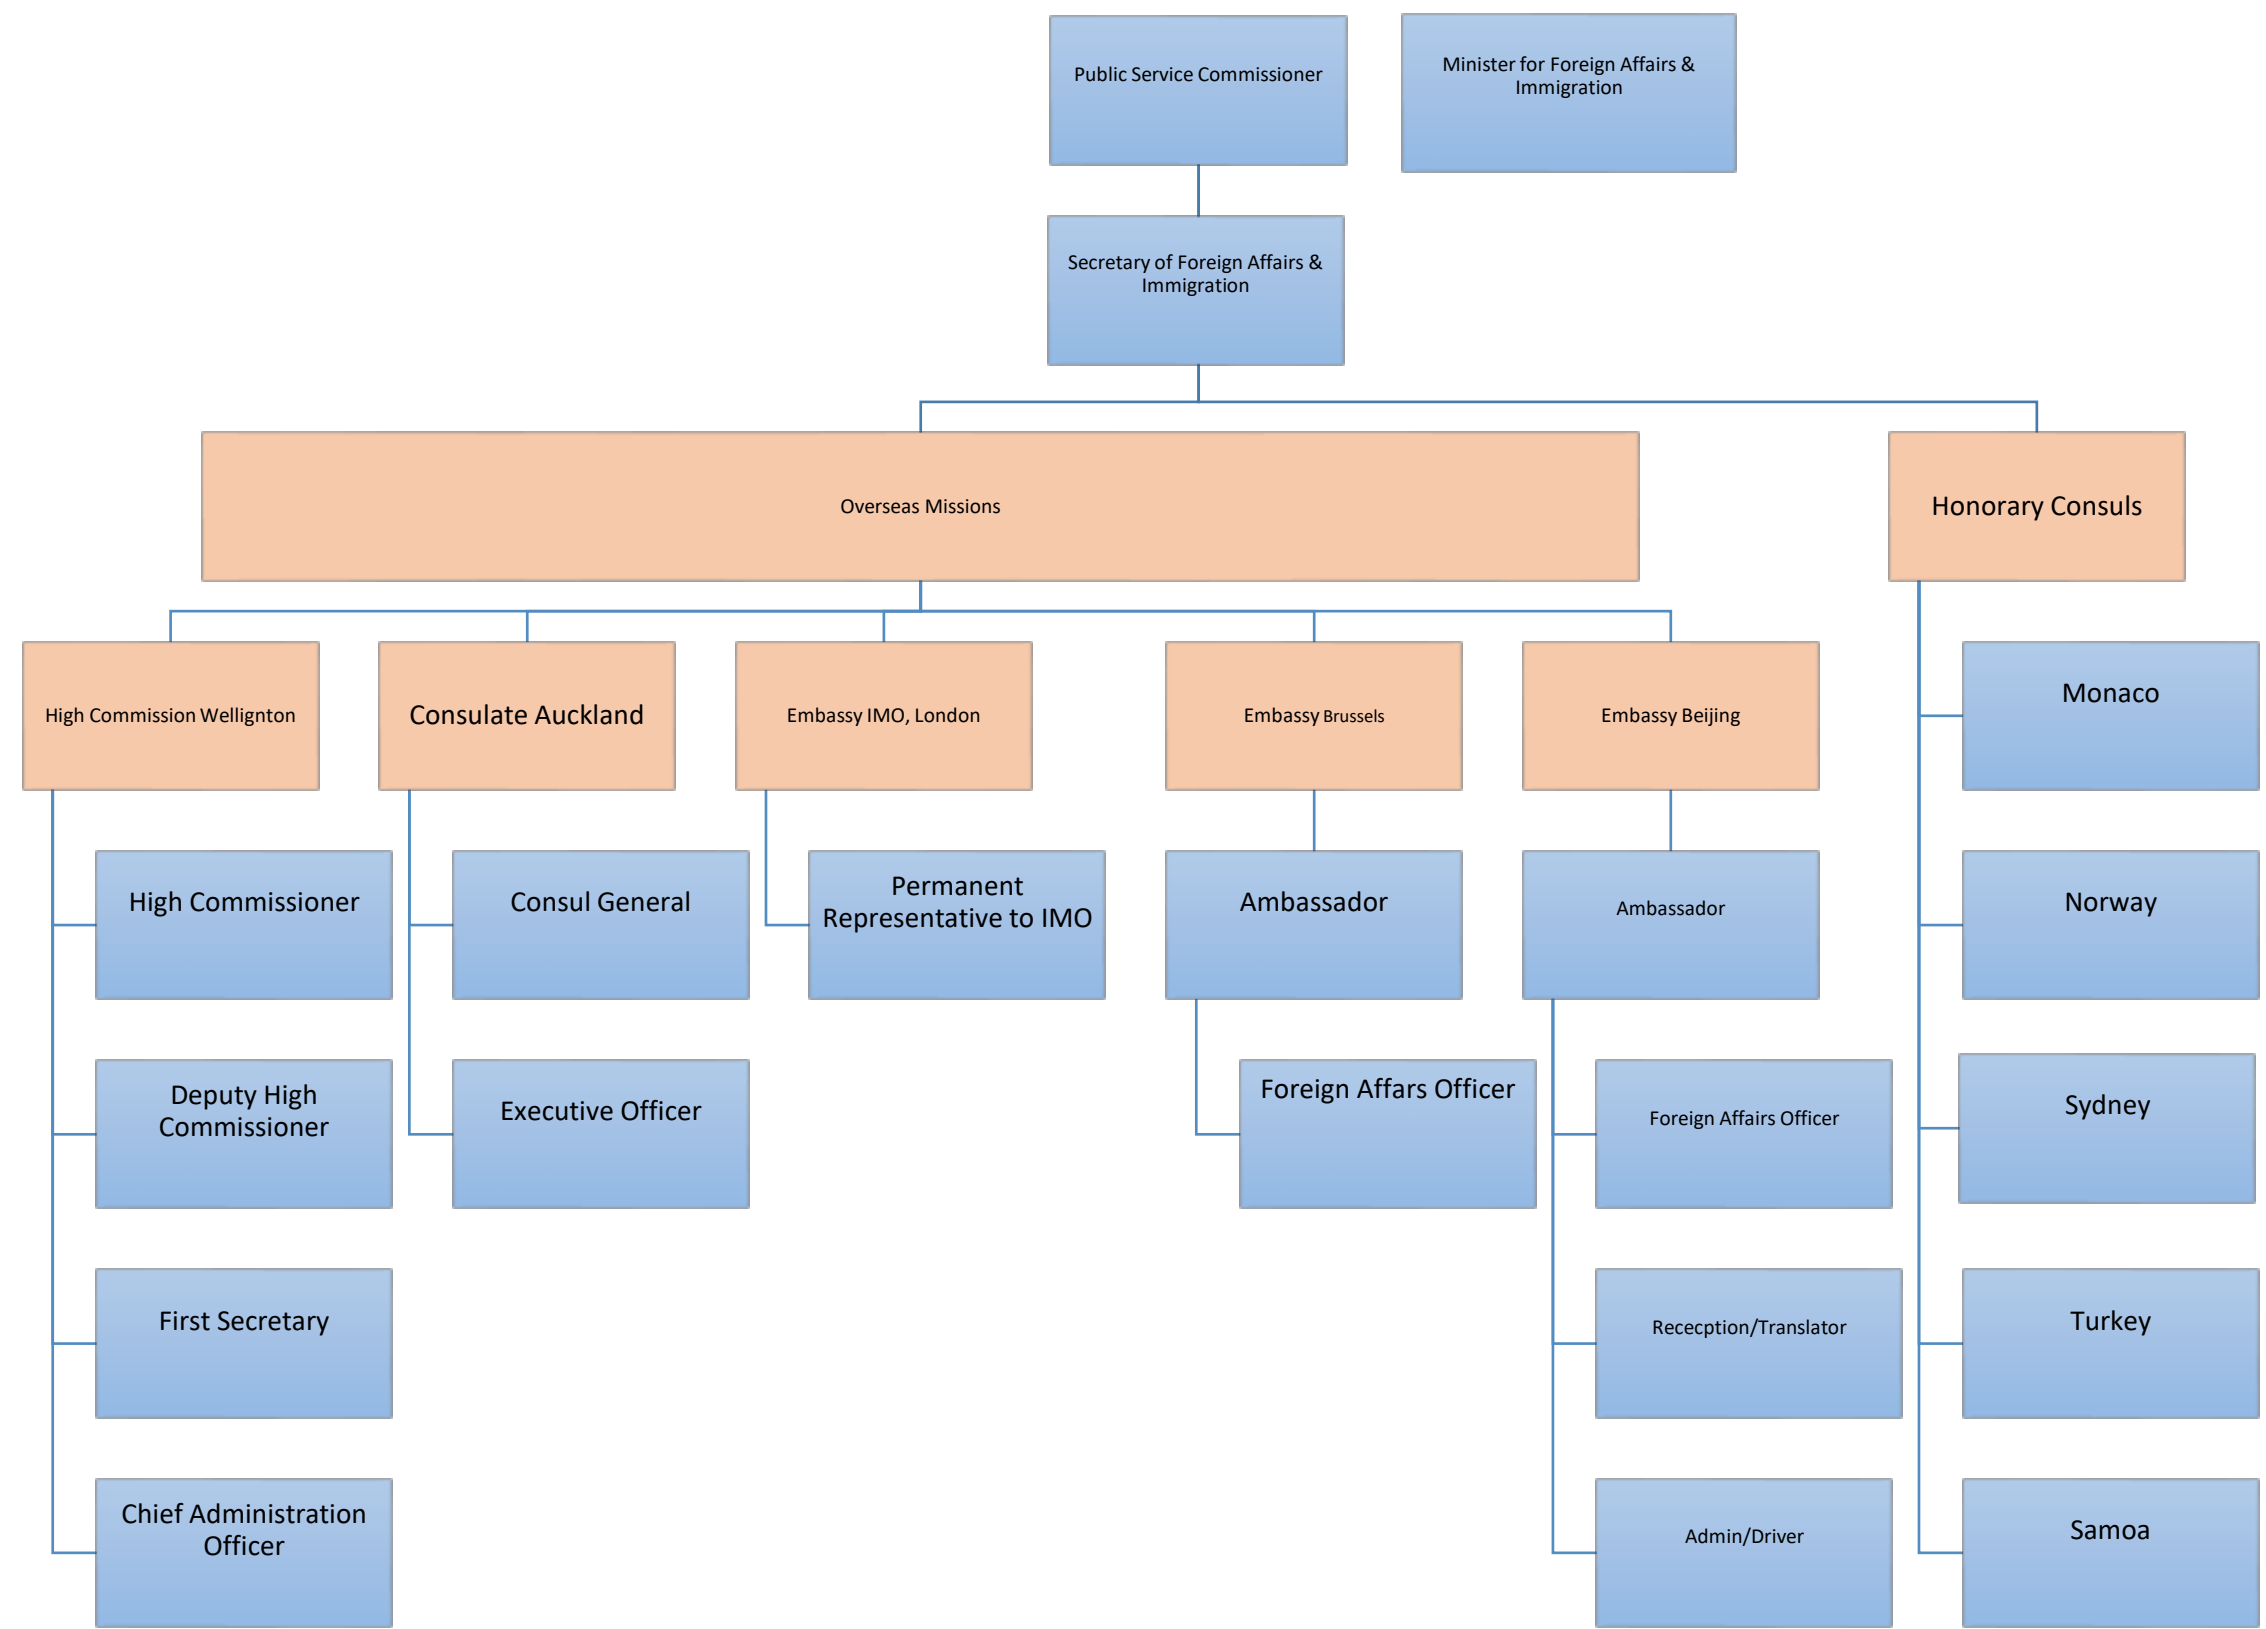 Public Service Commissioner
Minister for Foreign Affairs &
Immigration
Secretary of Foreign Affairs &
Immigration
Overseas Missions
Honorary Consuls
High Commission Wellignton
Consulate Auckland
Embassy IMO, London
Embassy Brussels
Embassy Beijing
Monaco
High Commissioner
Consul General
Permanent
Representative to IMO
Ambassador
Ambassador
Norway
Deputy High
Commissioner
Executive Officer
Foreign Affars Officer
Foreign Affairs Officer
Sydney
First Secretary
Rececption/Translator
Turkey
Chief Administration
Officer
Admin/Driver
Samoa